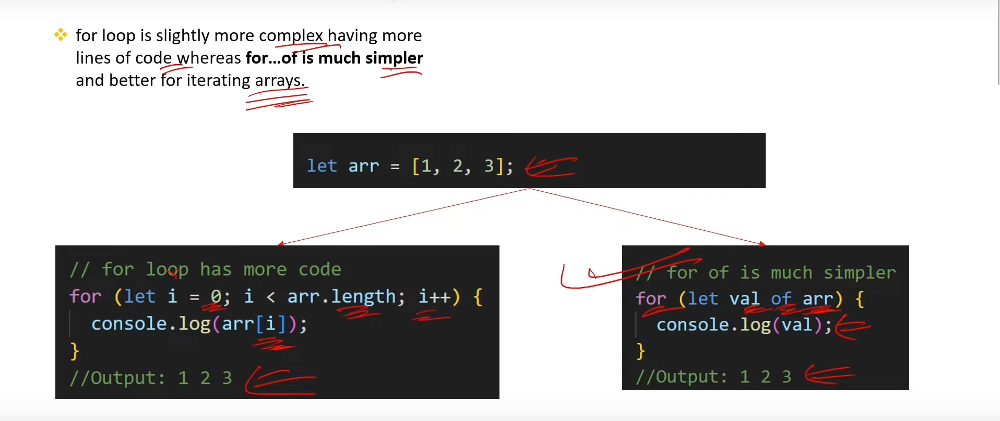 for loop is slightly more complex having more
lines of code whereas for...of is much simpler
and better for iterating arrays.
let arr = [1, 2, 3];
// for loop has more code
for (let i = 0; i < arr.length; i++) {
  console.log(arr[i]);
}
//Output: 1 2 3
// for of is much simpler
for (let val of arr) {
  console.log(val);
}
//Output: 1 2 3